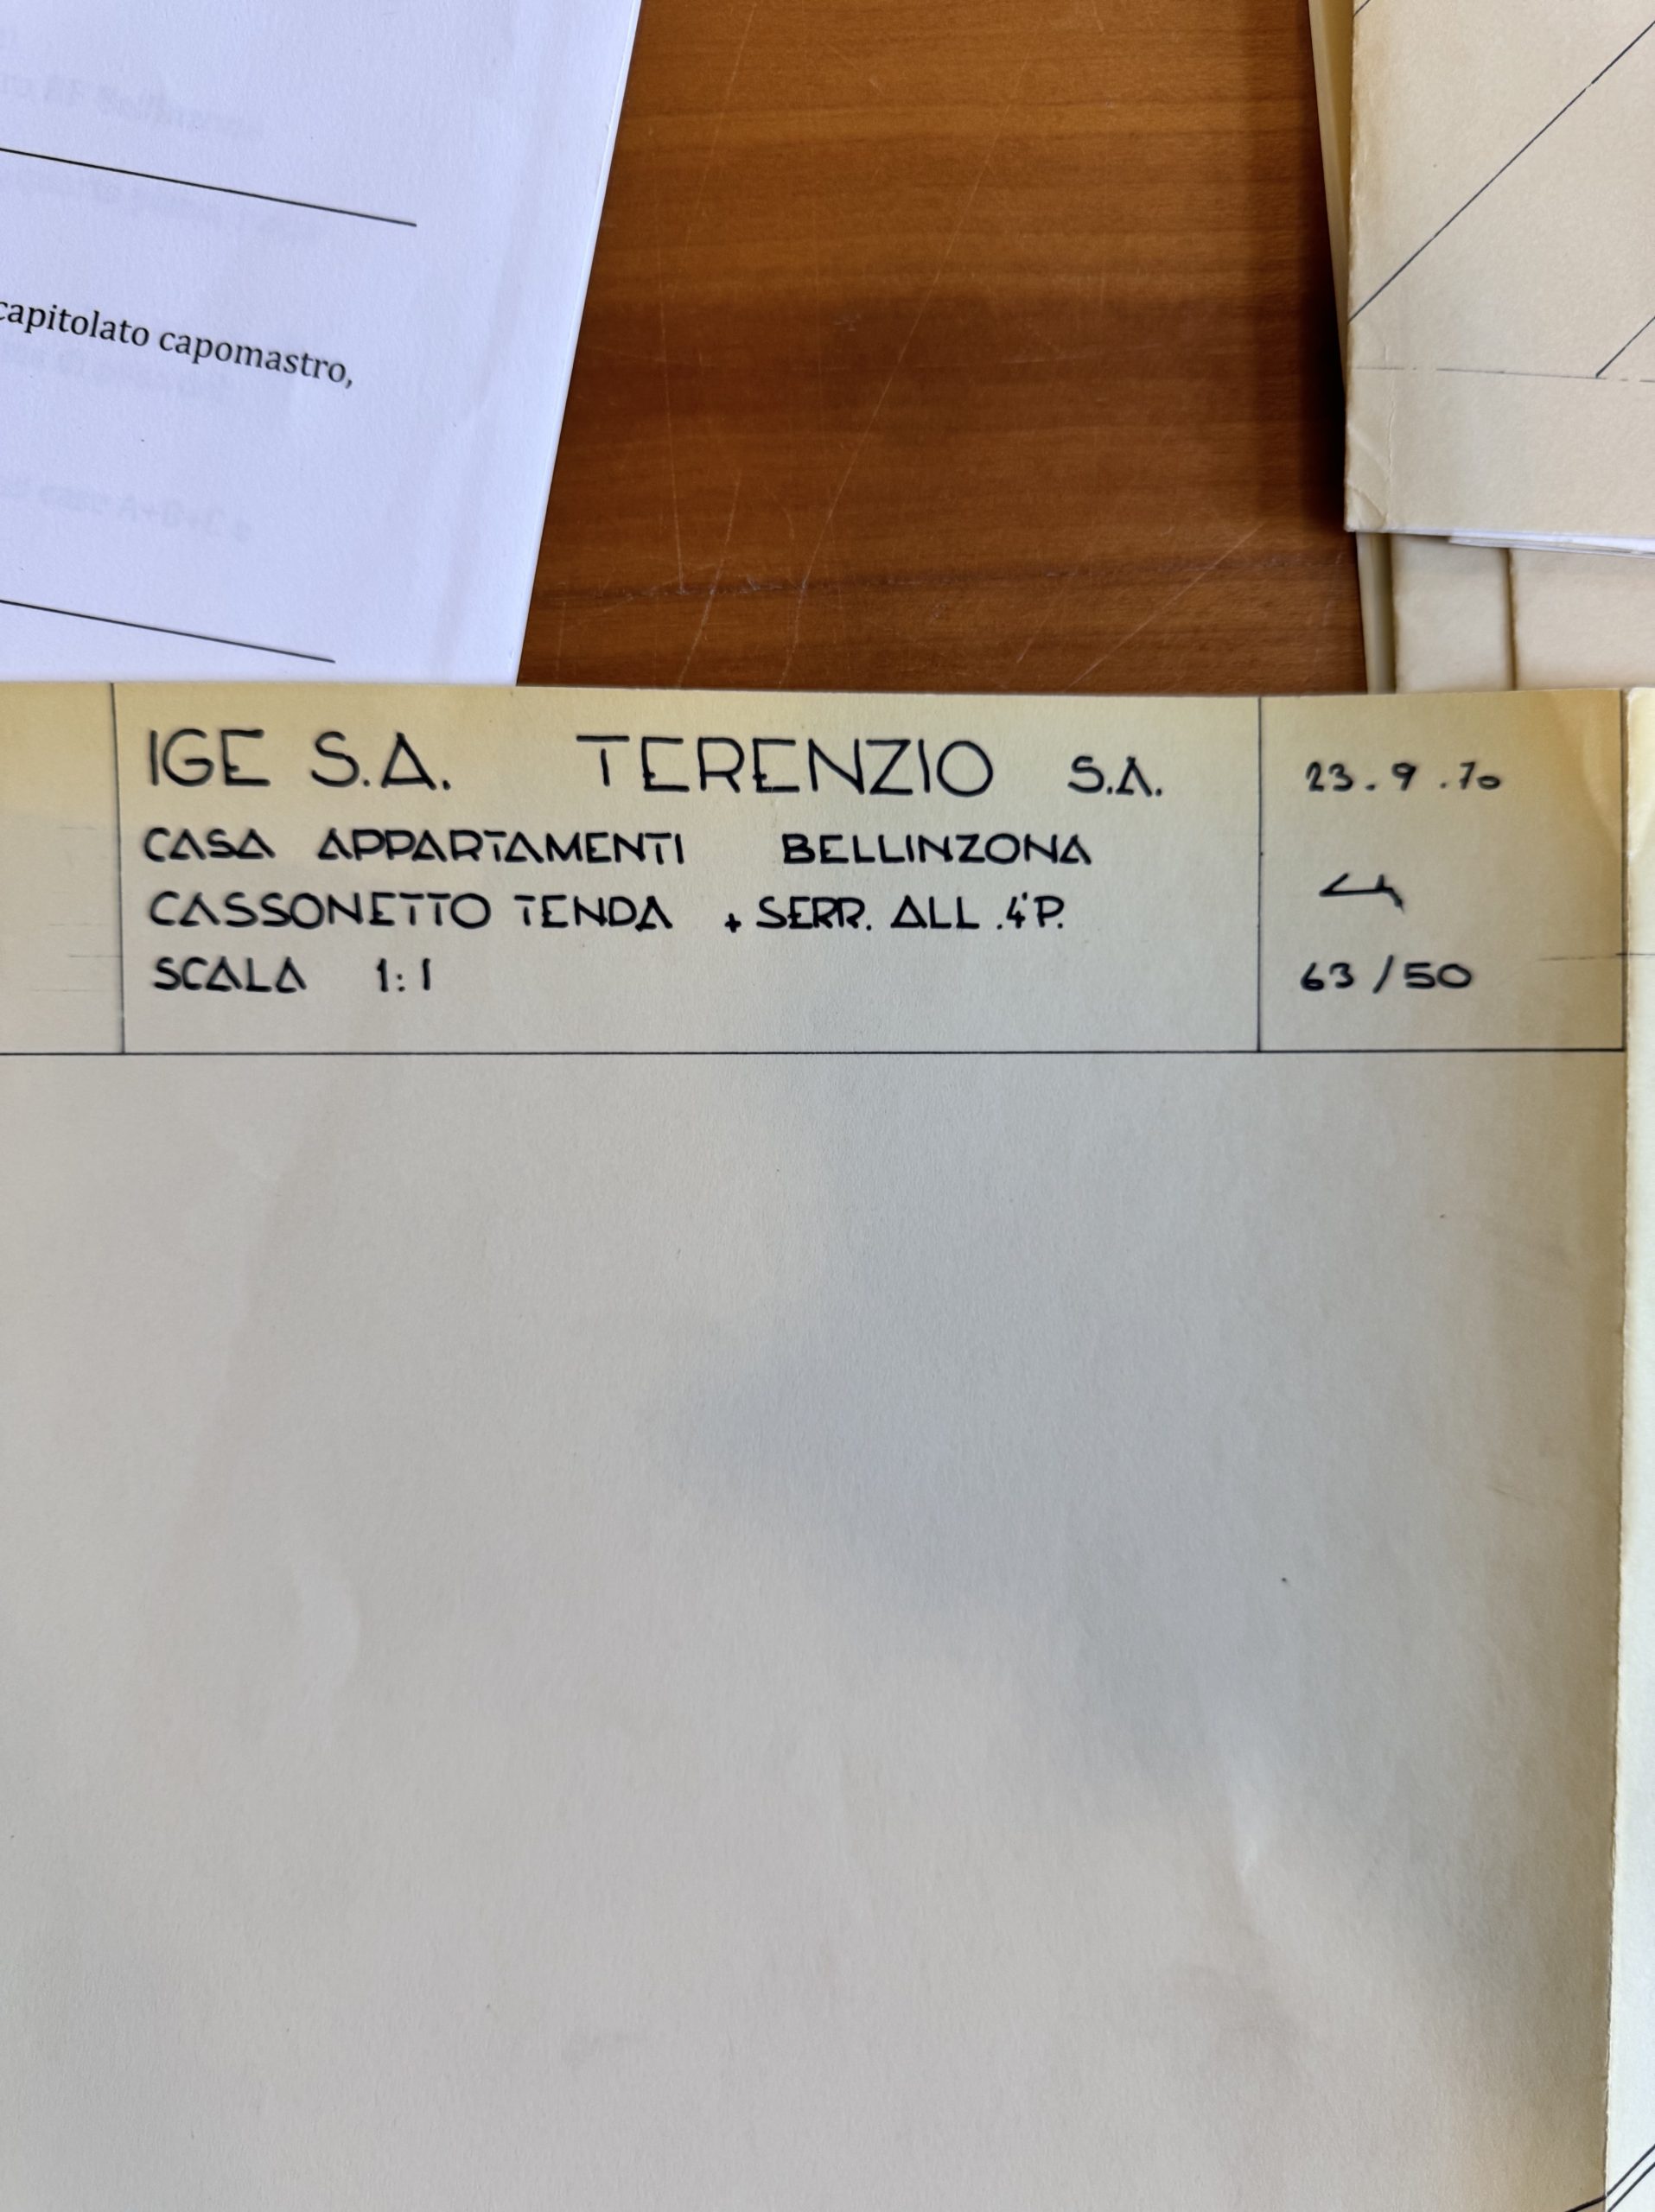 capitolato capomastro,
IGE S.A. TERENZIO S.A.
CASA APPARTAMENTI BELLINZONA
CASSONETTO TENDA + SERR. ALL .4°P.
SCALA 1:1
23.9.70
63/50